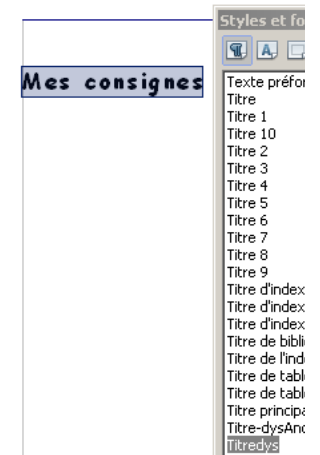 Styles et fo
Mes consignes
Texte préfor
Titre
Titre 1
Titre 10
Titre 2
Titre 3
Titre 4
Titre 5
Titre 6
Titre 7
Titre 8
Titre 9
Titre d'index
Titre d'index
Titre d'index
Titre de bibli
Titre de l'ind
Titre de tabl
Titre de tabl
Titre principa
Titre-dysAnd
Titredys